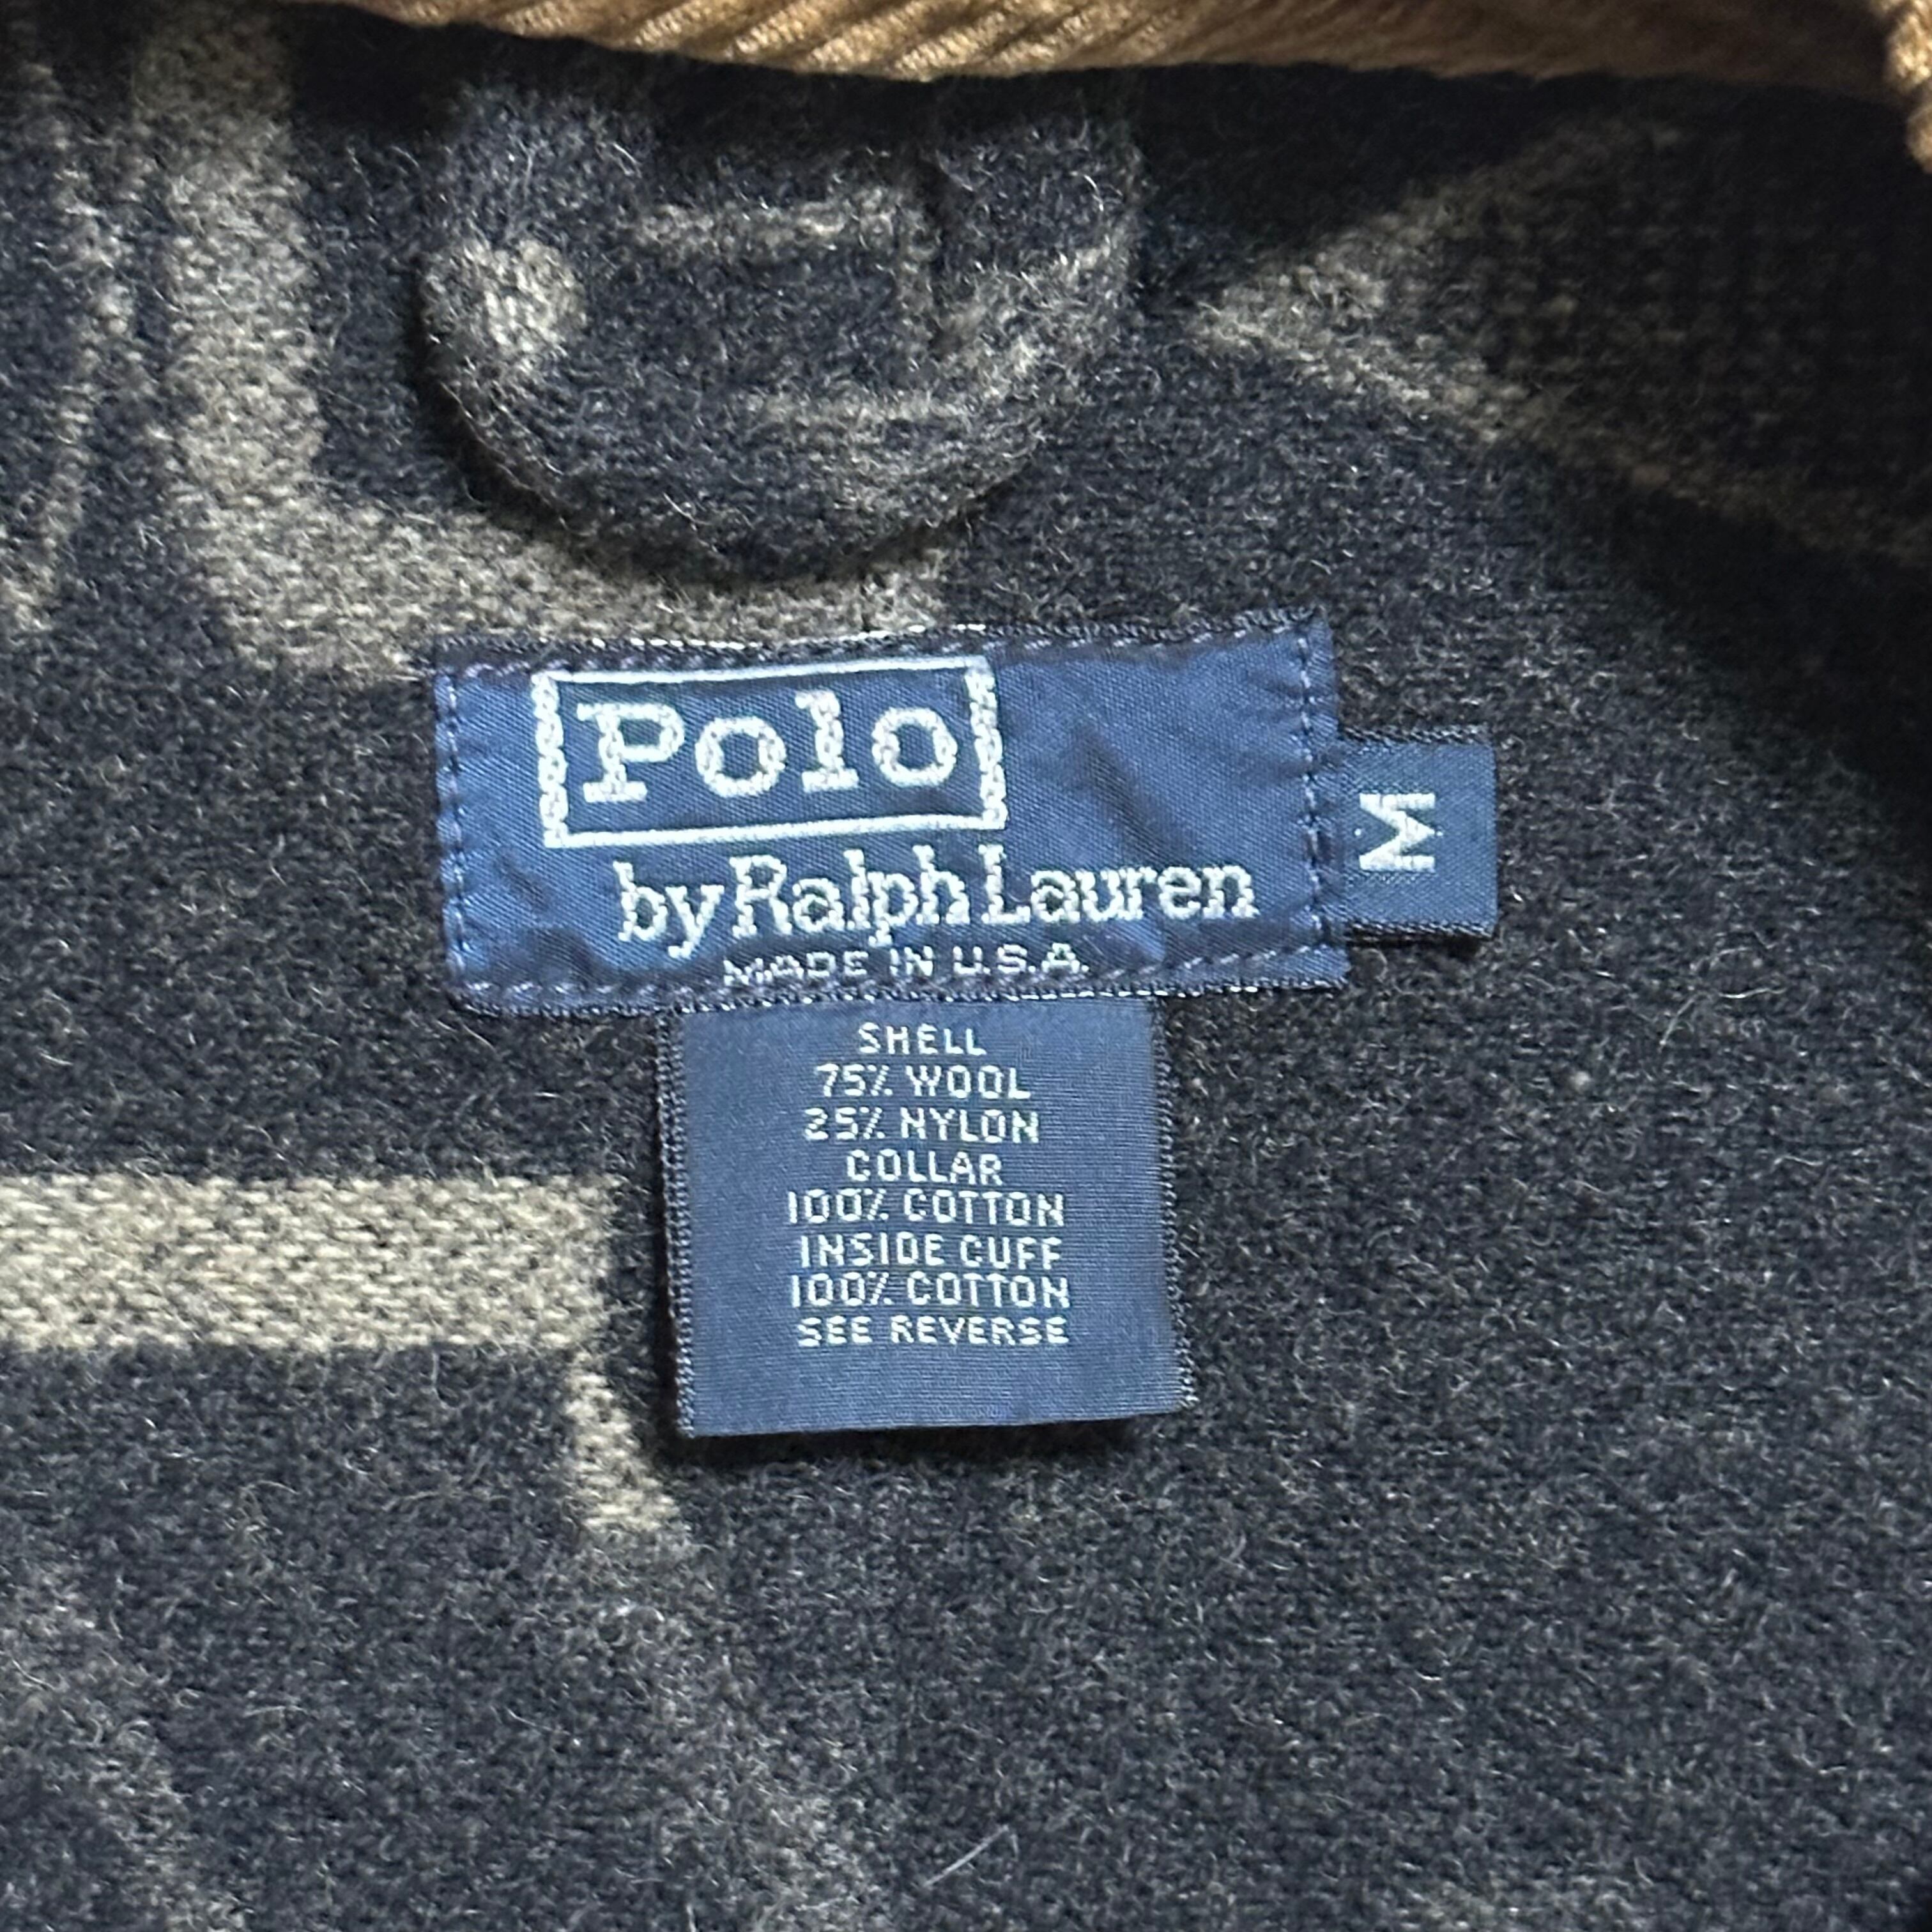 Polo
by Ralph Lauren
MADE IN U.S.A.
M
SHELL
75% WOOL
25% NYLON
COLLAR
100% COTTON
INSIDE CUFF
100% COTTON
SEE REVERSE